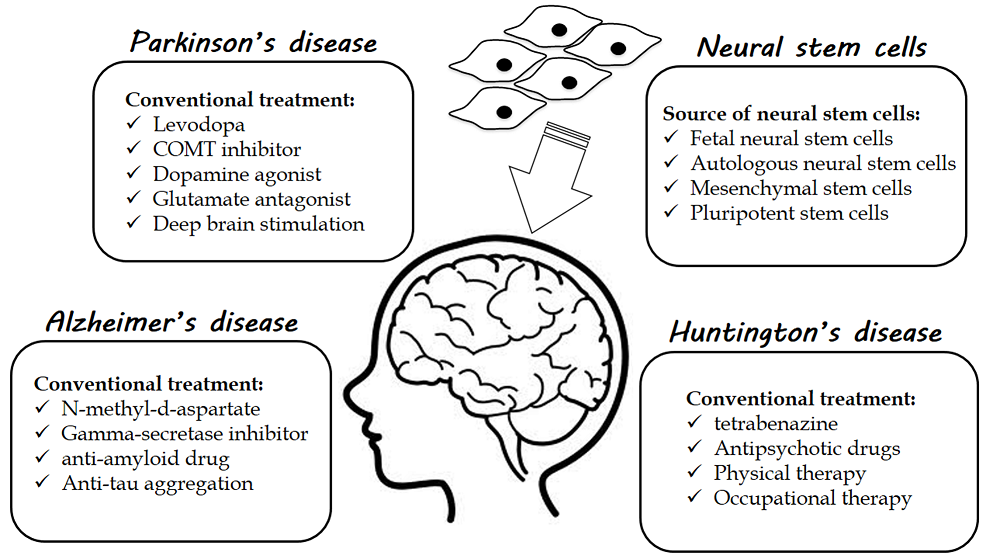 Parkinson's disease
Conventional treatment:
✓ Levodopa
✓ COMT inhibitor
✓ Dopamine agonist
✓ Glutamate antagonist
✓ Deep brain stimulation
Neural stem cells
Source of neural stem cells:
✓ Fetal neural stem cells
✓ Autologous neural stem cells
✓ Mesenchymal stem cells
✓ Pluripotent stem cells
Alzheimer's disease
Conventional treatment:
✓ N-methyl-d-aspartate
✓ Gamma-secretase inhibitor
✓ anti-amyloid drug
✓ Anti-tau aggregation
Huntington's disease
Conventional treatment:
✓ tetrabenazine
✓ Antipsychotic drugs
✓ Physical therapy
✓ Occupational therapy